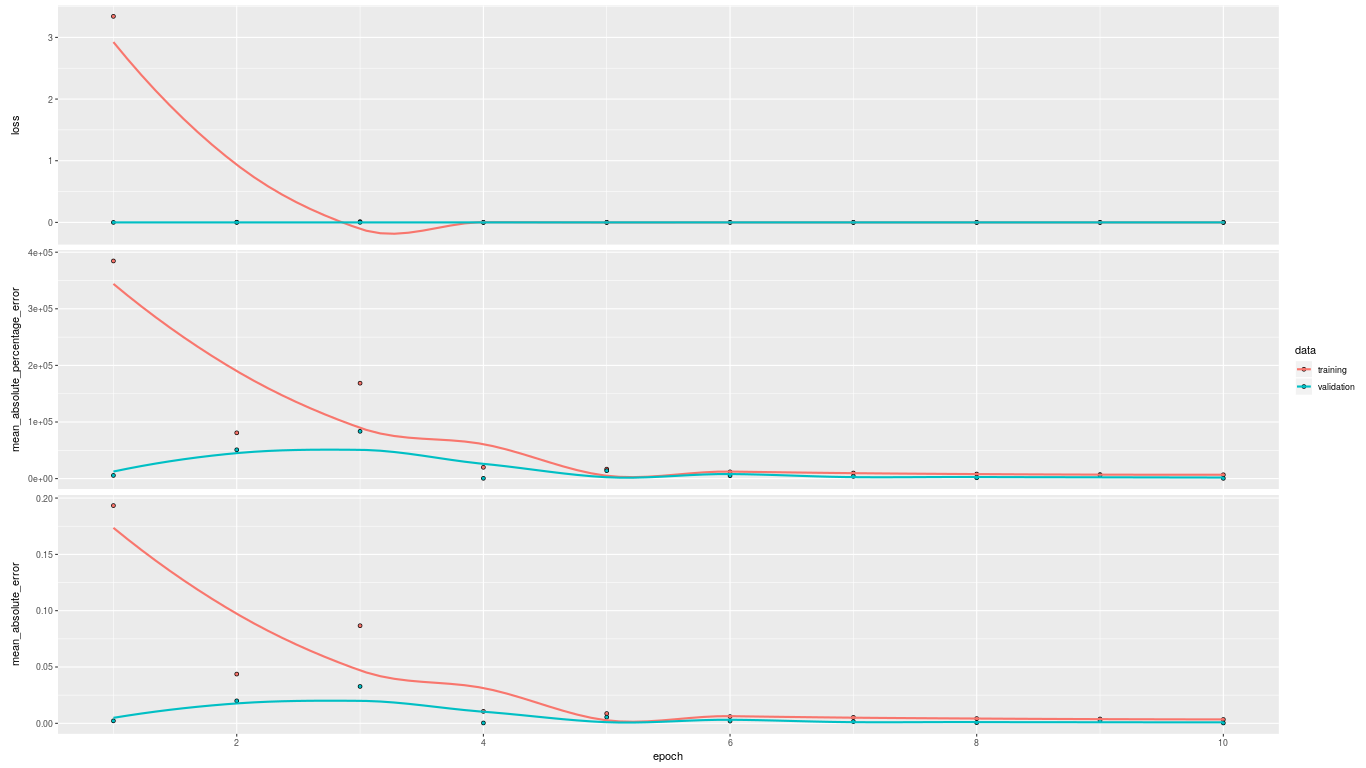 loss
3
2
1
0
mean_absolute_percentage_error
4e+05
3e+05
2e+05
1e+05
0e+00
mean_absolute_error
0.20
0.15
0.10
0.05
0.00
2
4
6
8
10
epoch
data
training
validation